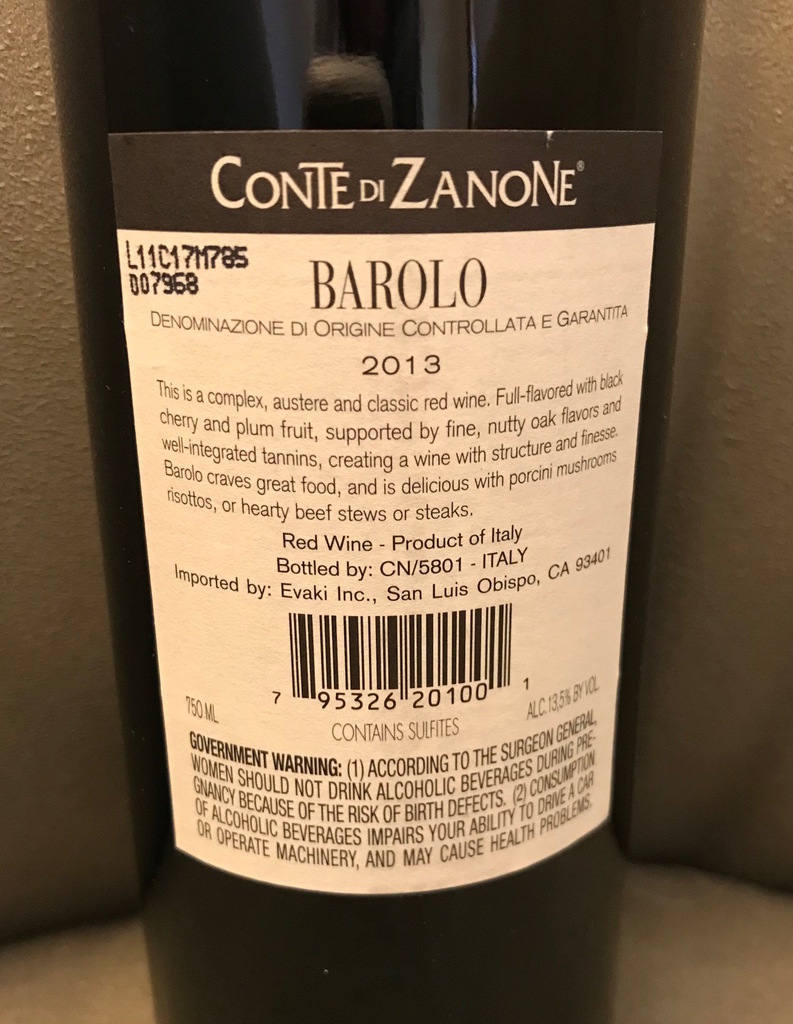 CONTE DI ZANONE®
L11C17M785
007968
BAROLO
DENOMINAZIONE DI ORIGINE CONTROLLATA E GARANTITA
2013
This is a complex, austere and classic red wine. Full-flavored with black
cherry and plum fruit, supported by fine, nutty oak flavors and
well-integrated tannins, creating a wine with structure and finesse.
Barolo craves great food, and is delicious with porcini mushrooms
risottos, or hearty beef stews or steaks.
Red Wine - Product of Italy
Bottled by: CN/5801 - ITALY
Imported by: Evaki Inc., San Luis Obispo, CA 93401
7 95326 20100 1
750 ML
ALC.13,5% BY VOL.
CONTAINS SULFITES
GOVERNMENT WARNING: (1) ACCORDING TO THE SURGEON GENERAL,
WOMEN SHOULD NOT DRINK ALCOHOLIC BEVERAGES DURING PRE-
GNANCY BECAUSE OF THE RISK OF BIRTH DEFECTS. (2) CONSUMPTION
OF ALCOHOLIC BEVERAGES IMPAIRS YOUR ABILITY TO DRIVE A CAR
OR OPERATE MACHINERY, AND MAY CAUSE HEALTH PROBLEMS.